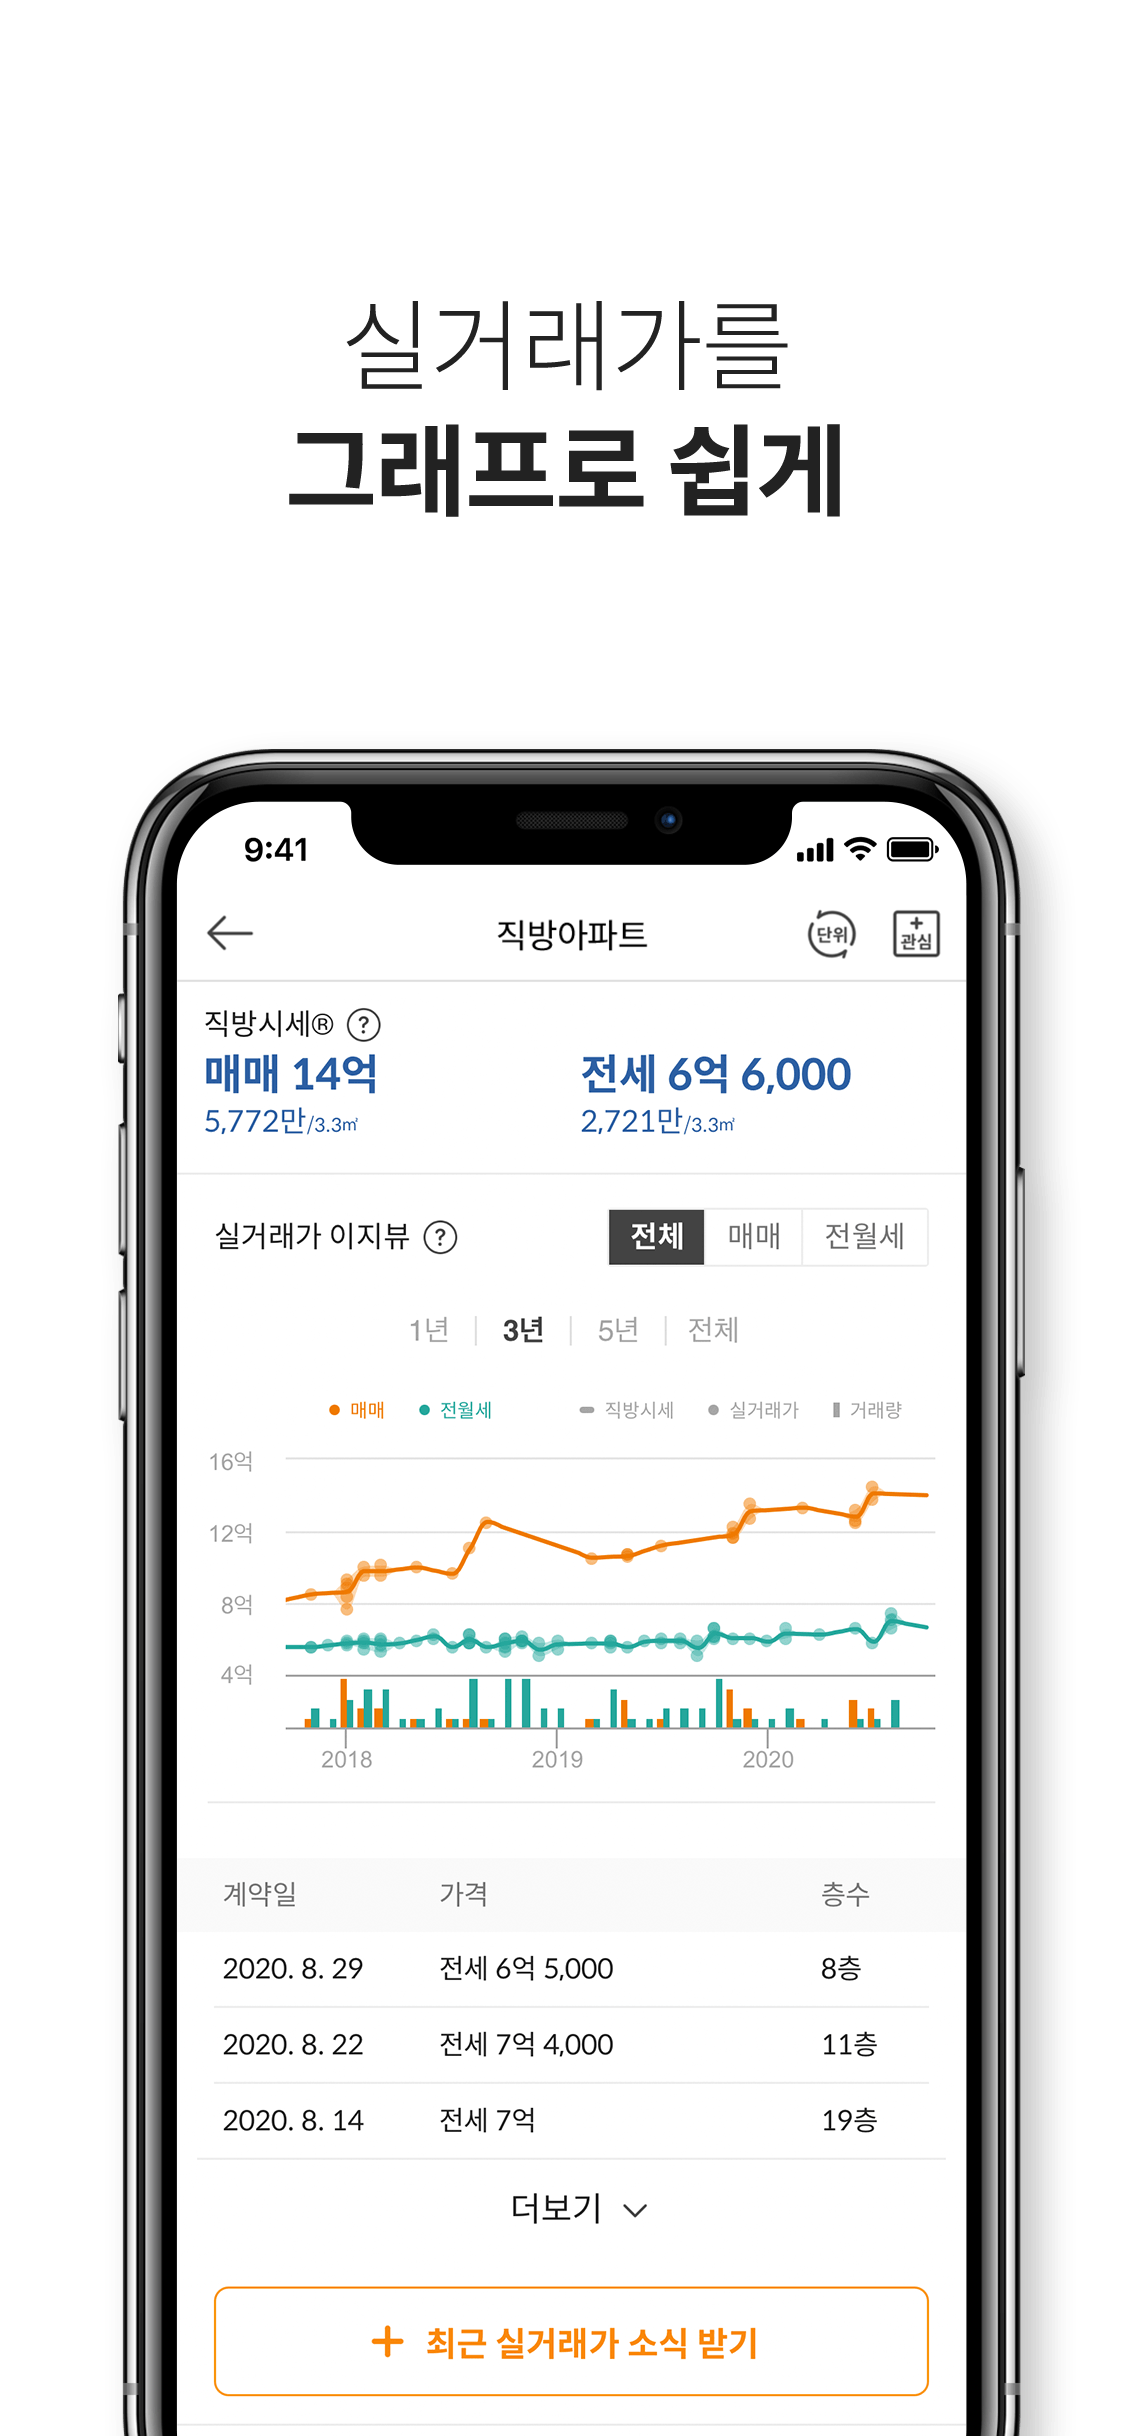 실거래가를
그래프로 쉽게
9:41
직방아파트
단위
+
관심
직방시세® ?
매매 14억
5,772만/3.3㎡
전세 6억 6,000
2,721만/3.3㎡
실거래가 이지뷰 ?
전체 매매 전월세
1년 3년 5년 전체
매매 전월세 직방시세 실거래가 거래량
16억
12억
8억
4억
2018 2019 2020
계약일 가격 층수
2020. 8. 29 전세 6억 5,000 8층
2020. 8. 22 전세 7억 4,000 11층
2020. 8. 14 전세 7억 19층
더보기
+ 최근 실거래가 소식 받기